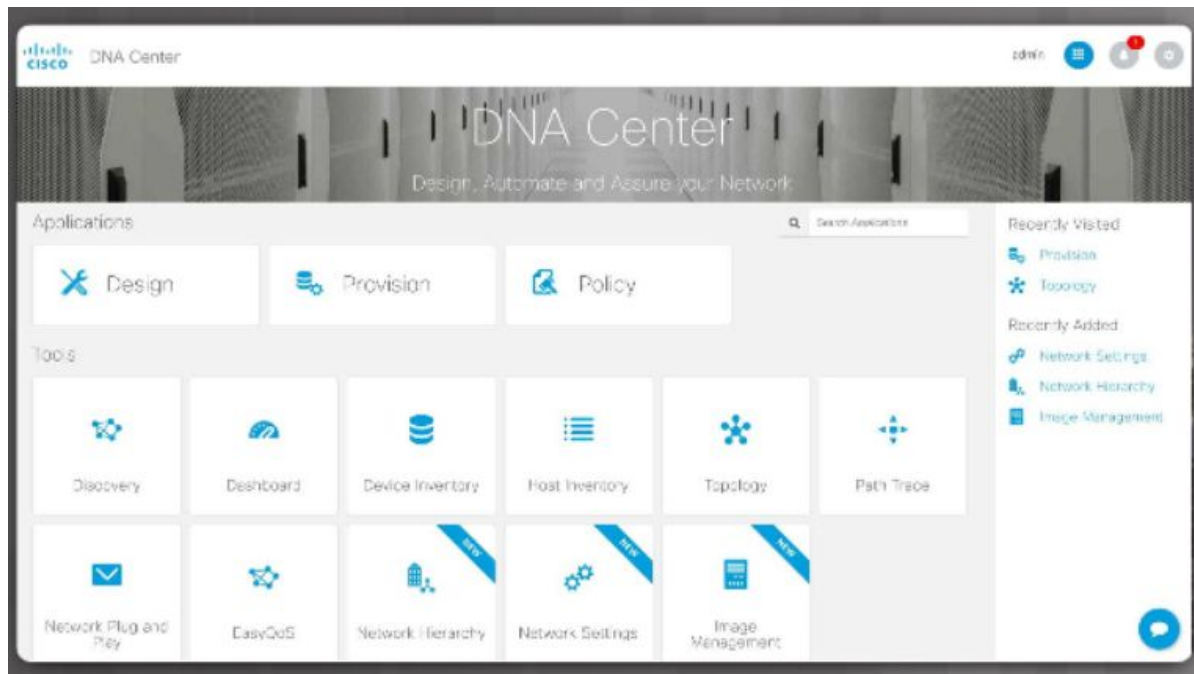 CISCO DNA Center
admin
1
DNA Center
Design, Automate and Assure your Network
Applications
Search Applications
Design
Provision
Policy
Tools
Discovery
Dashboard
Device Inventory
Host Inventory
Topology
Path Trace
NEW
NEW
NEW
Network Plug and
Play
EasyQoS
Network Hierarchy
Network Settings
Image
Management
Recently Visited
Provision
Topology
Recently Added
Network Settings
Network Hierarchy
Image Management